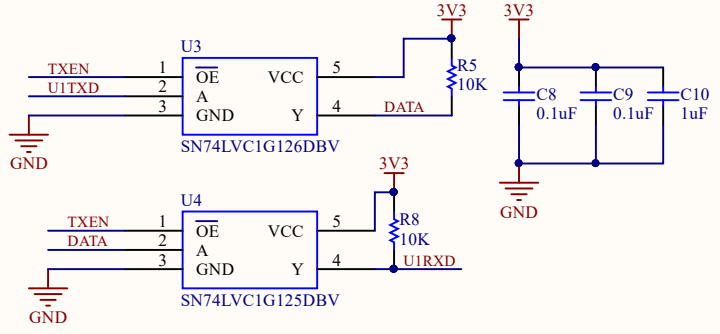 3V3
3V3
U3
TXEN 1 OE VCC 5
U1TXD 2 A
3 GND Y 4 DATA
R5
10K
GND
SN74LVC1G126DBV
C8
0.1uF
C9
0.1uF
C10
1uF
GND
3V3
U4
TXEN 1 OE VCC 5
DATA 2 A
3 GND Y 4 U1RXD
R8
10K
GND
SN74LVC1G125DBV